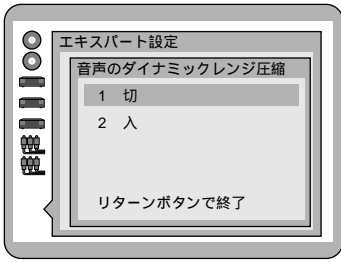 エキスパート設定
音声のダイナミックレンジ圧縮
1 切
2 入
リターンボタンで終了